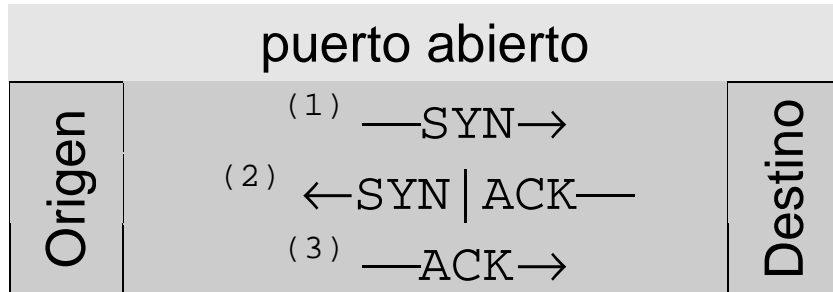 puerto abierto
Origen
(1) —SYN→
(2) ←SYN|ACK—
(3) —ACK→
Destino